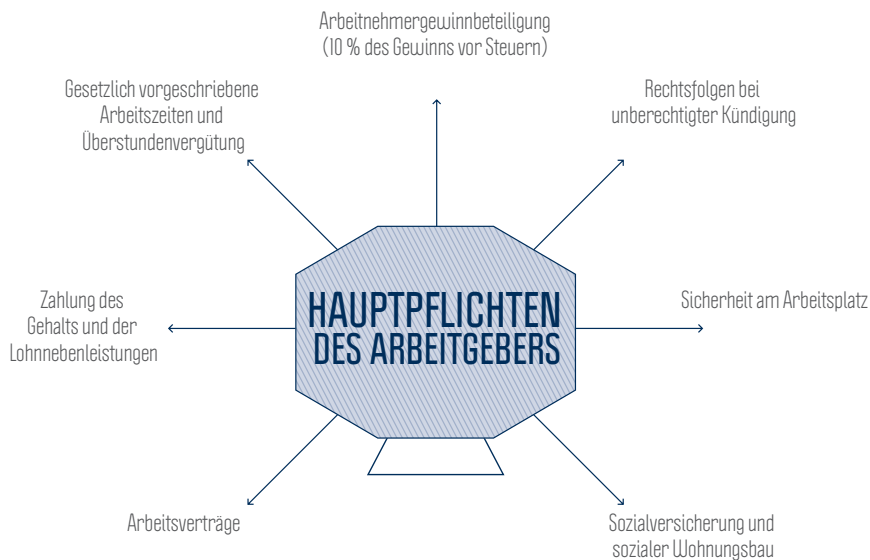 Arbeitnehmergewinnbeteiligung
(10 % des Gewinns vor Steuern)
Gesetzlich vorgeschriebene
Arbeitszeiten und
Überstundenvergütung
Rechtsfolgen bei
unberechtigter Kündigung
Zahlung des
Gehalts und der
Lohnnebenleistungen
HAUPTPFLICHTEN
DES ARBEITGEBERS
Sicherheit am Arbeitsplatz
Arbeitsverträge
Sozialversicherung und
sozialer Wohnungsbau